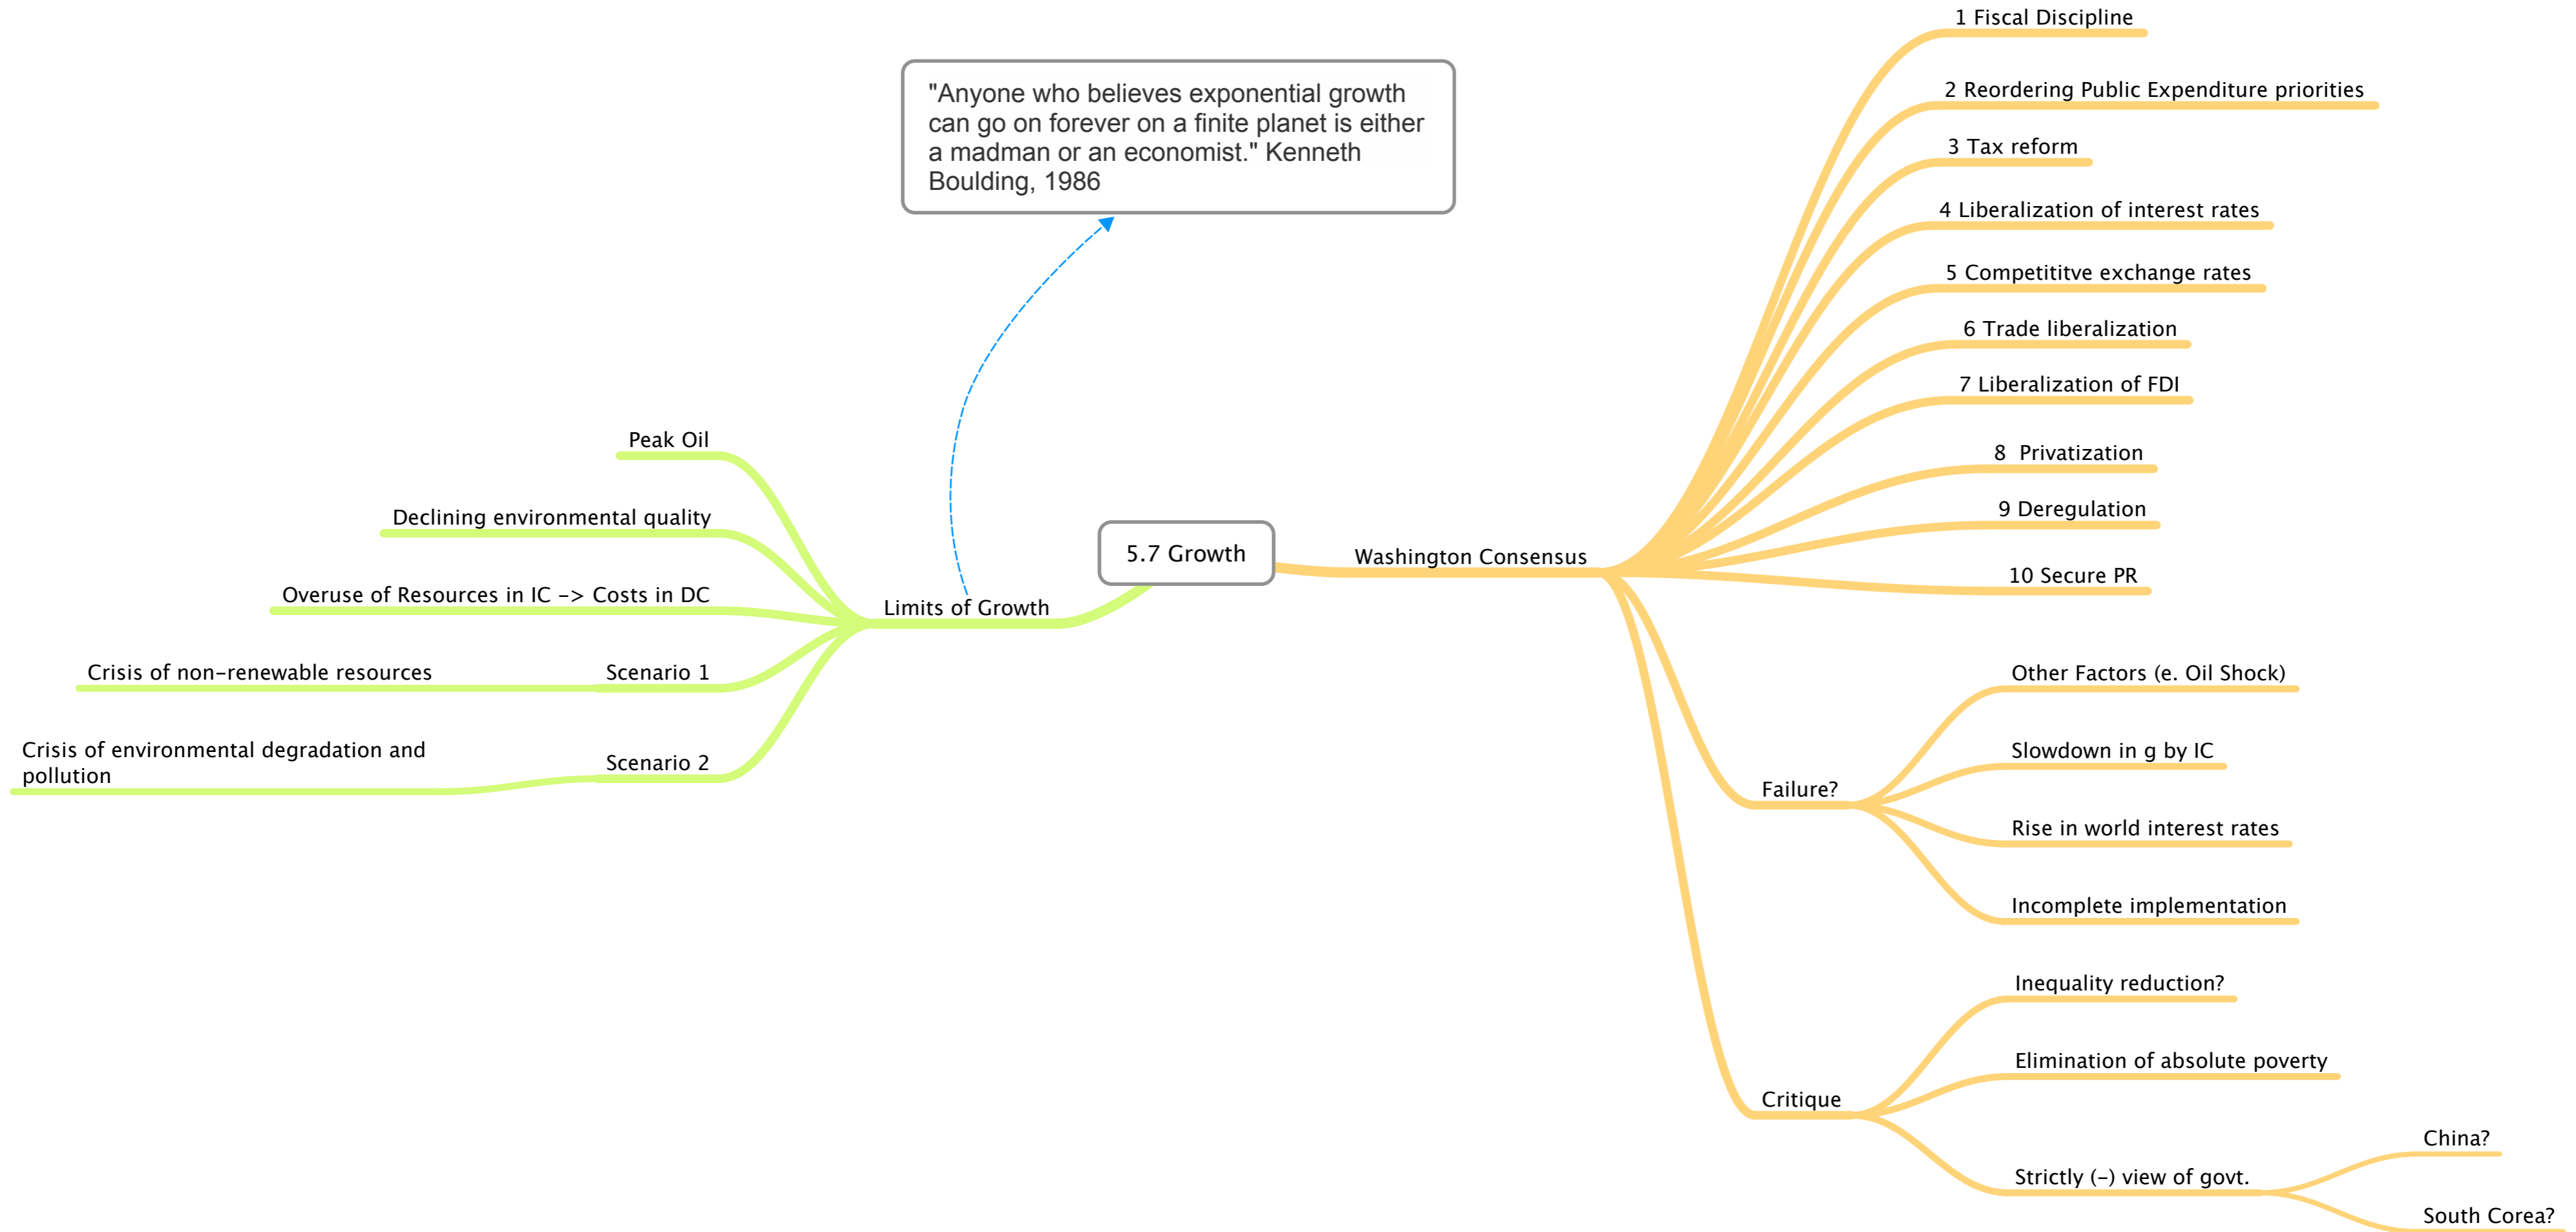 "Anyone who believes exponential growth
can go on forever on a finite planet is either
a madman or an economist." Kenneth
Boulding, 1986
5.7 Growth
Limits of Growth
Peak Oil
Declining environmental quality
Overuse of Resources in IC -> Costs in DC
Scenario 1
Crisis of non-renewable resources
Scenario 2
Crisis of environmental degradation and
pollution
Washington Consensus
1 Fiscal Discipline
2 Reordering Public Expenditure priorities
3 Tax reform
4 Liberalization of interest rates
5 Competititve exchange rates
6 Trade liberalization
7 Liberalization of FDI
8  Privatization
9 Deregulation
10 Secure PR
Failure?
Other Factors (e. Oil Shock)
Slowdown in g by IC
Rise in world interest rates
Incomplete implementation
Critique
Inequality reduction?
Elimination of absolute poverty
Strictly (-) view of govt.
China?
South Corea?